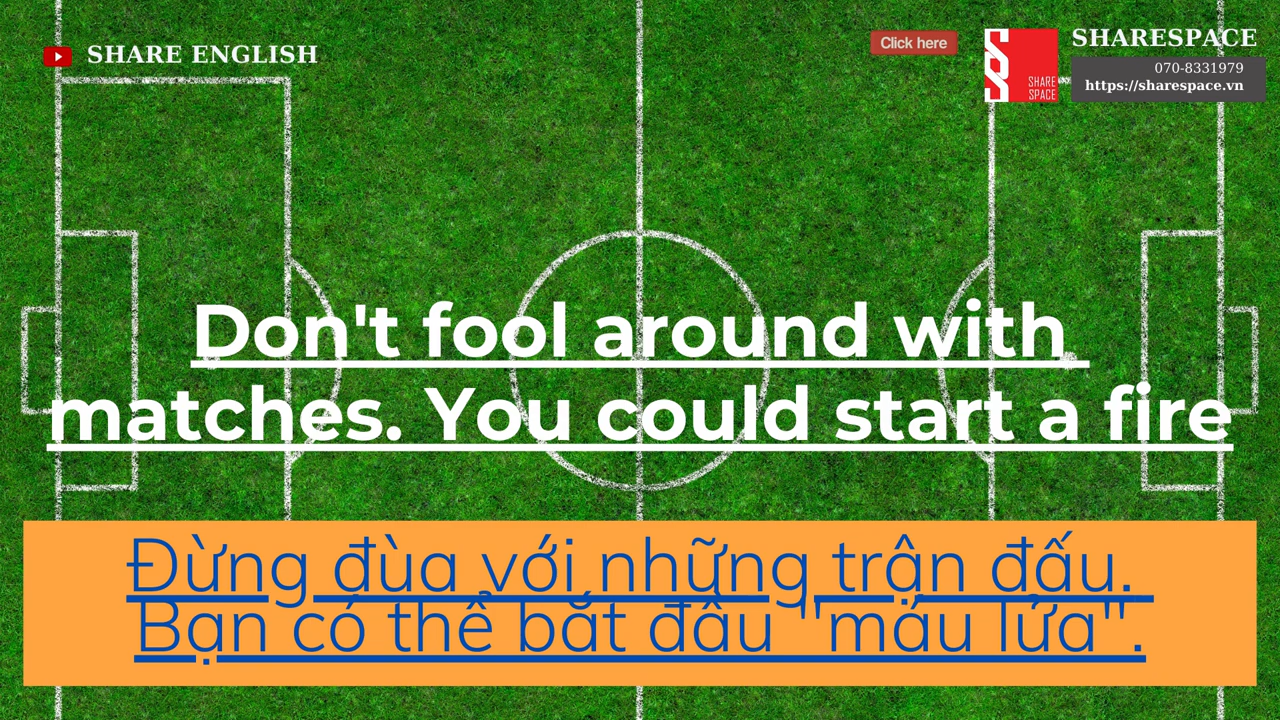 SHARE ENGLISH
Click here
SHARESPACE
070-8331979
https://sharespace.vn
SHARE
SPACE
Don't fool around with
matches. You could start a fire
Đừng đùa với những trận đấu.
Bạn có thể bắt đầu "máu lửa".